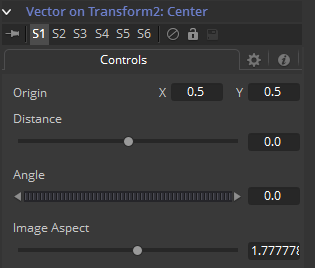 Vector on Transform2: Center
S1 S2 S3 S4 S5 S6
Controls
Origin X 0.5 Y 0.5
Distance
0.0
Angle
0.0
Image Aspect
1.777778